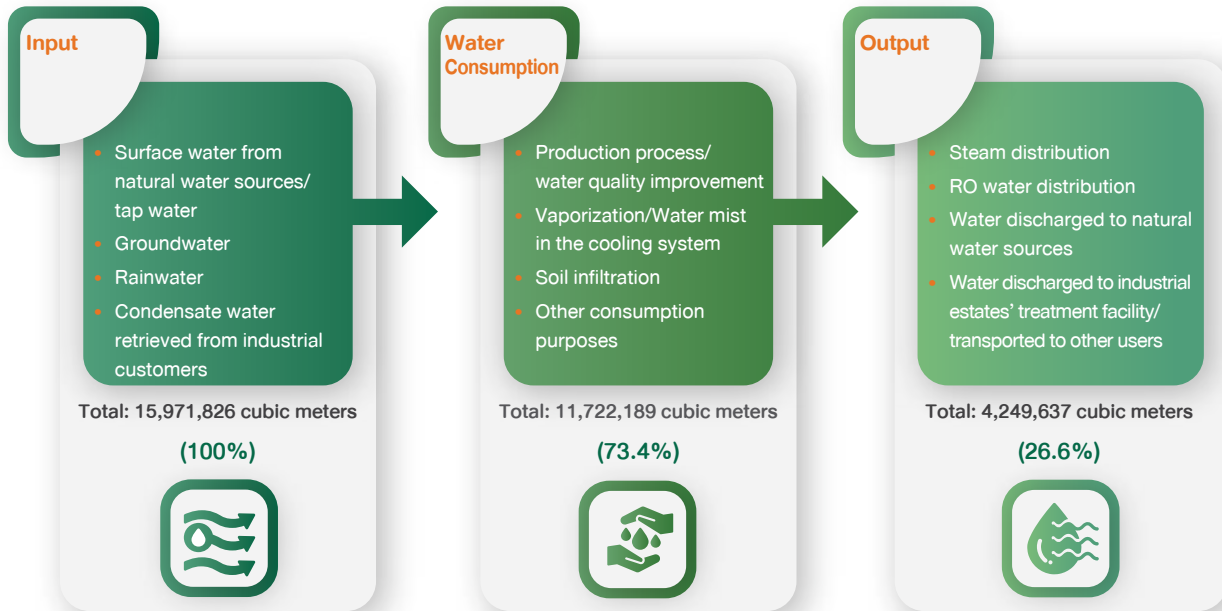 Input
• Surface water from
natural water sources/
tap water
• Groundwater
• Rainwater
• Condensate water
retrieved from industrial
customers
Total: 15,971,826 cubic meters
(100%)
Water
Consumption
• Production process/
water quality improvement
• Vaporization/Water mist
in the cooling system
• Soil infiltration
• Other consumption
purposes
Total: 11,722,189 cubic meters
(73.4%)
Output
• Steam distribution
• RO water distribution
• Water discharged to natural
water sources
• Water discharged to industrial
estates’ treatment facility/
transported to other users
Total: 4,249,637 cubic meters
(26.6%)